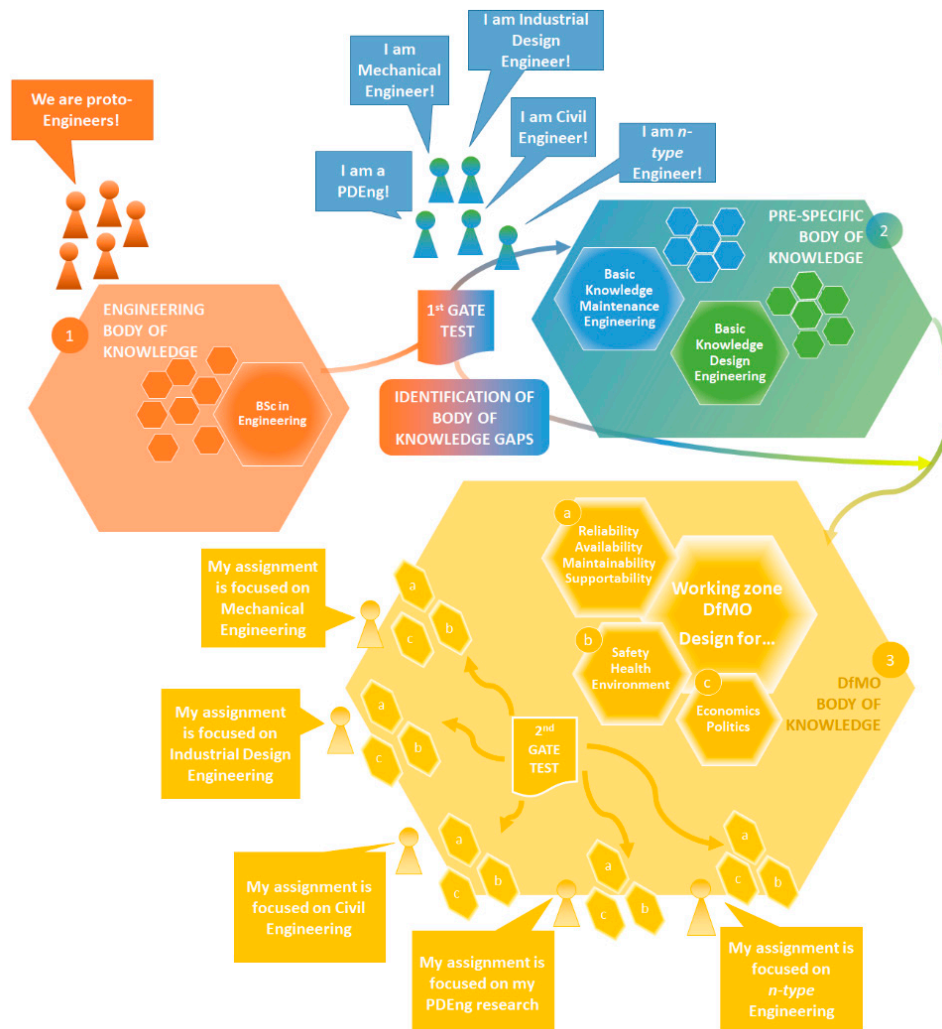 We are proto-
Engineers!
I am
Mechanical
Engineer!
I am Industrial
Design
Engineer!
I am a
PDEng!
I am Civil
Engineer!
I am n-
type
Engineer!
1
ENGINEERING
BODY OF
KNOWLEDGE
BSc in
Engineering
1st GATE
TEST
IDENTIFICATION OF
BODY OF
KNOWLEDGE GAPS
PRE-SPECIFIC
BODY OF
KNOWLEDGE
2
Basic
Knowledge
Maintenance
Engineering
Basic
Knowledge
Design
Engineering
a
Reliability
Availability
Maintainability
Supportability
Working zone
DfMO
Design for...
b
Safety
Health
Environment
c
Economics
Politics
3
DfMO
BODY OF
KNOWLEDGE
2nd
GATE
TEST
My assignment
is focused on
Mechanical
Engineering
a
b
c
My assignment
is focused on
Industrial Design
Engineering
a
b
c
My assignment is
focused on Civil
Engineering
a
b
c
My assignment is
focused on my
PDEng research
a
b
c
My assignment is
focused on
n-type
Engineering
a
b
c